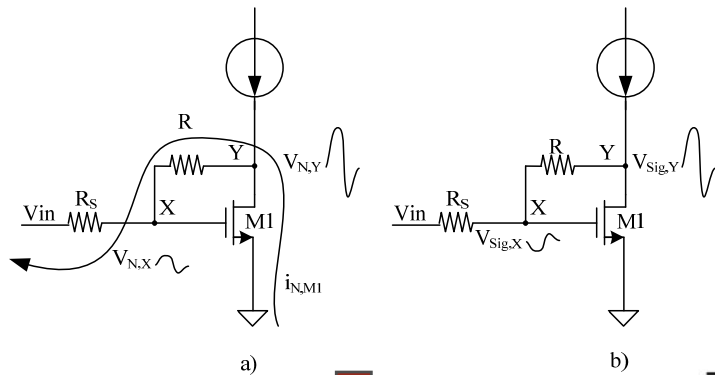 R
Y
V_N,Y
Vin
R_S
X
M1
V_N,X
i_N,M1
a)
R
Y
V_Sig,Y
Vin
R_S
X
M1
V_Sig,X
b)